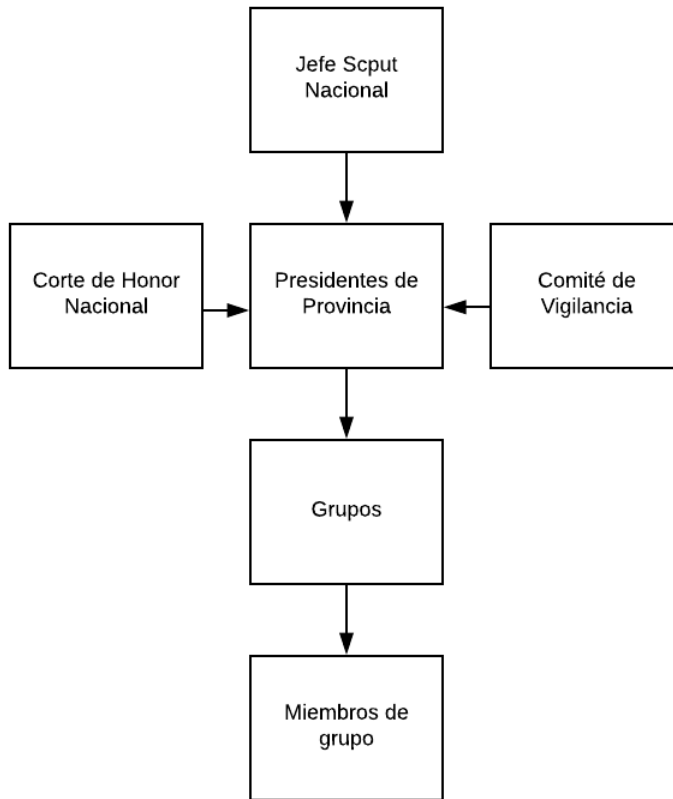 Jefe Scput
Nacional
Corte de Honor
Nacional
Presidentes de
Provincia
Comité de
Vigilancia
Grupos
Miembros de
grupo